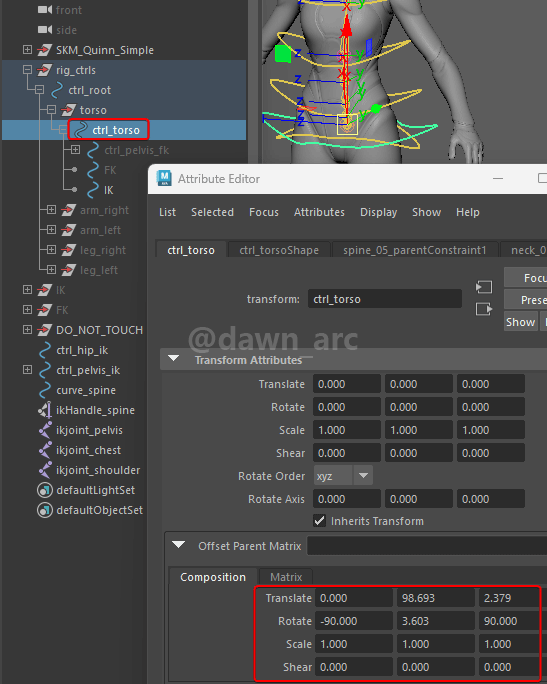 front
side
SKM_Quinn_Simple
rig_ctrls
ctrl_root
torso
ctrl_torso
ctrl_pelvis_fk
FK
IK
arm_right
arm_left
leg_right
leg_left
IK
FK
DO_NOT_TOUCH
ctrl_hip_ik
ctrl_pelvis_ik
curve_spine
ikHandle_spine
ikjoint_pelvis
ikjoint_chest
ikjoint_shoulder
defaultLightSet
defaultObjectSet
Attribute Editor
List Selected Focus Attributes Display Show Help
ctrl_torso ctrl_torsoShape spine_05_parentConstraint1 neck_0
transform: ctrl_torso
Focu
Prese
Show
@dawn_arc
Transform Attributes
Translate 0.000 0.000 0.000
Rotate 0.000 0.000 0.000
Scale 1.000 1.000 1.000
Shear 0.000 0.000 0.000
Rotate Order xyz
Rotate Axis 0.000 0.000 0.000
Inherits Transform
Offset Parent Matrix
Composition Matrix
Translate 0.000 98.693 2.379
Rotate -90.000 3.603 90.000
Scale 1.000 1.000 1.000
Shear 0.000 0.000 0.000